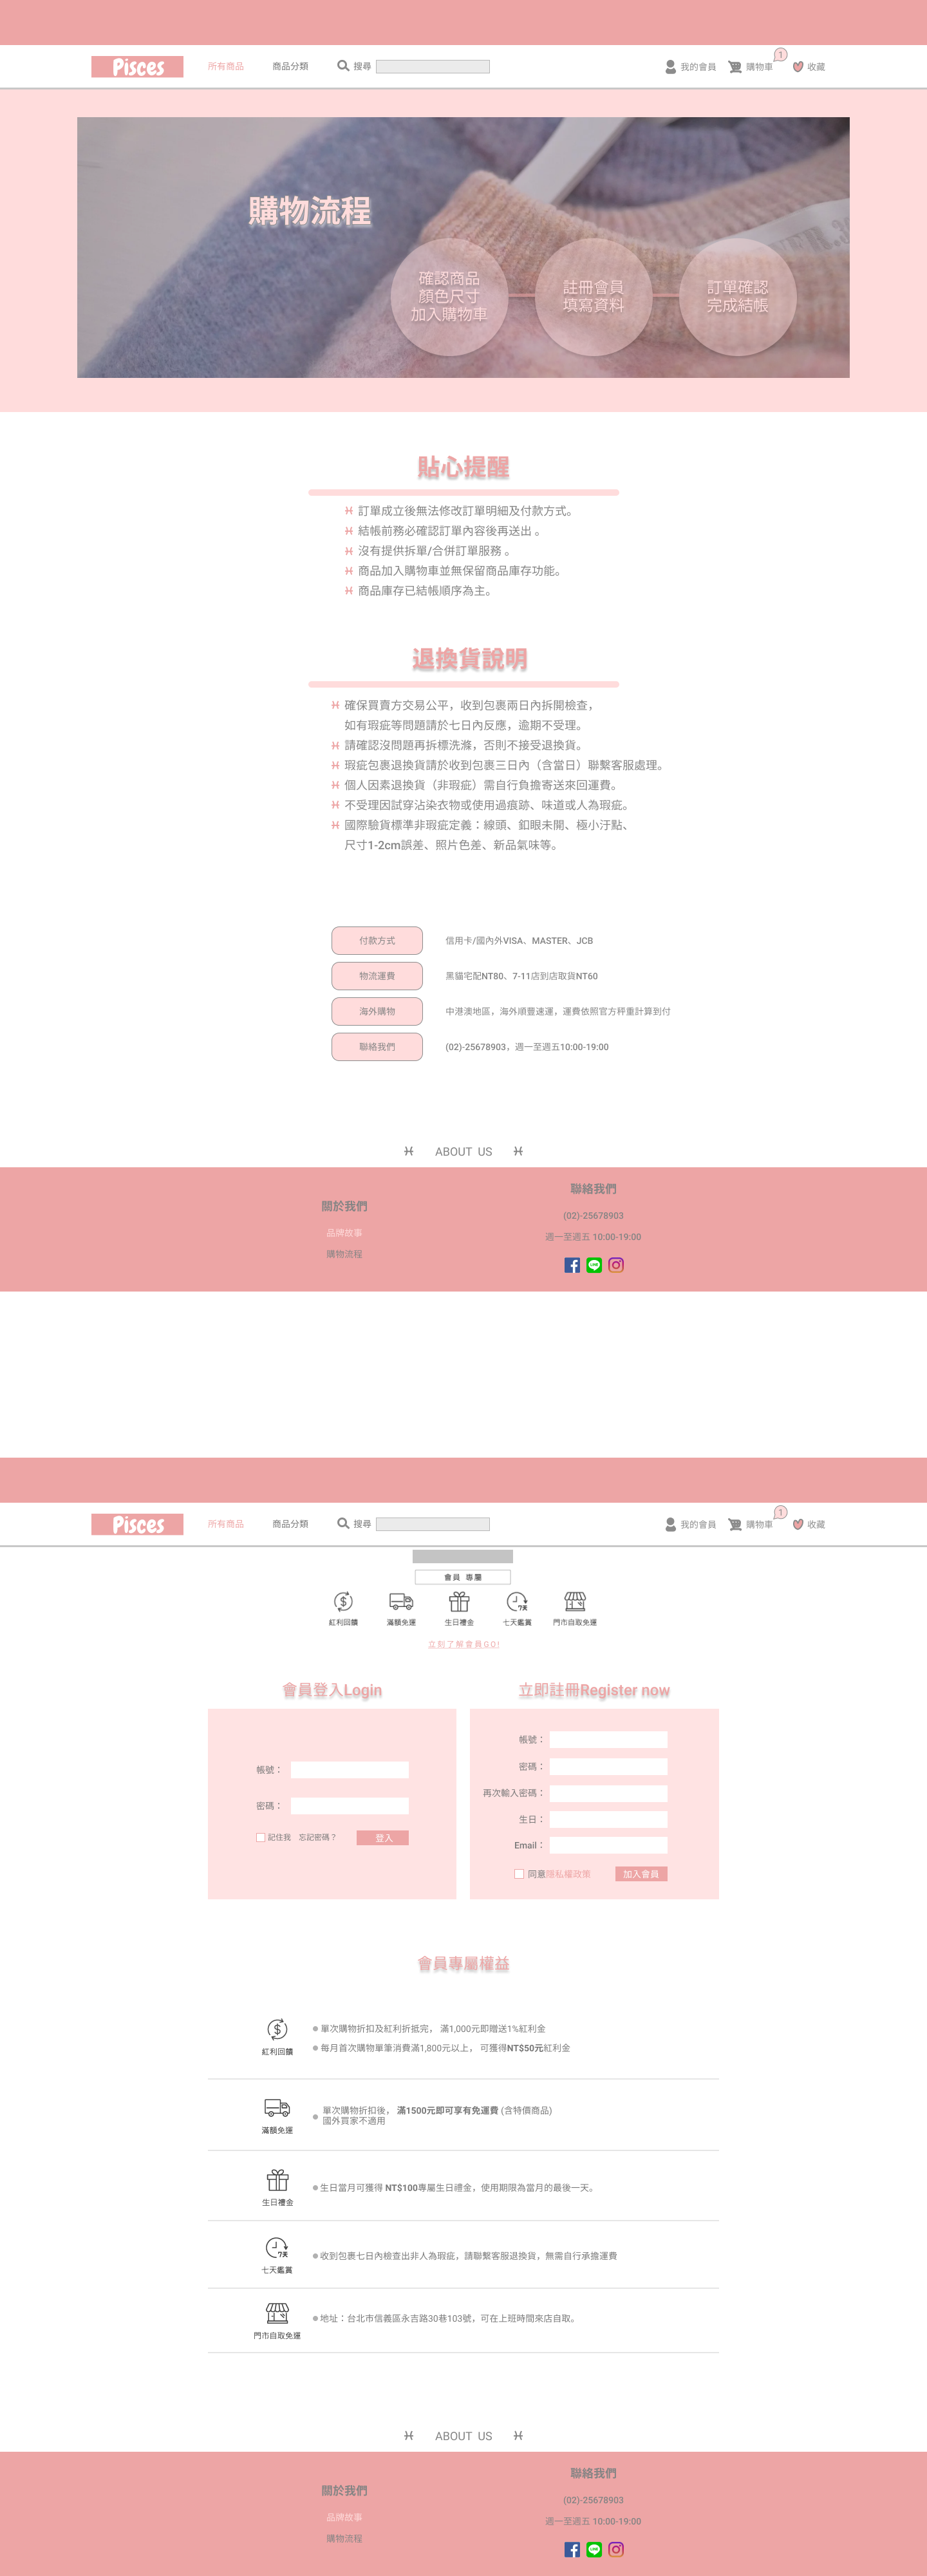 Pisces
所有商品
商品分類
搜尋
我的會員
購物車
1
收藏
購物流程
確認商品
顏色尺寸
加入購物車
註冊會員
填寫資料
訂單確認
完成結帳
貼心提醒
訂單成立後無法修改訂單明細及付款方式。
結帳前務必確認訂單內容後再送出 。
沒有提供拆單/合併訂單服務 。
商品加入購物車並無保留商品庫存功能。
商品庫存已結帳順序為主。
退換貨說明
確保買賣方交易公平，收到包裹兩日內拆開檢查，
如有瑕疵等問題請於七日內反應，逾期不受理。
請確認沒問題再拆標洗滌，否則不接受退換貨。
瑕疵包裹退換貨請於收到包裹三日內（含當日）聯繫客服處理。
個人因素退換貨（非瑕疵）需自行負擔寄送來回運費。
不受理因試穿沾染衣物或使用過痕跡、味道或人為瑕疵。
國際驗貨標準非瑕疵定義：線頭、釦眼未開、極小汙點、
尺寸1-2cm誤差、照片色差、新品氣味等。
付款方式
信用卡/國內外VISA、MASTER、JCB
物流運費
黑貓宅配NT80、7-11店到店取貨NT60
海外購物
中港澳地區，海外順豐速運，運費依照官方秤重計算到付
聯絡我們
(02)-25678903，週一至週五10:00-19:00
ABOUT US
關於我們
品牌故事
購物流程
聯絡我們
(02)-25678903
週一至週五 10:00-19:00
Pisces
所有商品
商品分類
搜尋
我的會員
購物車
1
收藏
會員 專屬
紅利回饋
滿額免運
生日禮金
7天
七天鑑賞
門市自取免運
立刻了解會員GO!
會員登入Login
帳號：
密碼：
記住我
忘記密碼？
登入
立即註冊Register now
帳號：
密碼：
再次輸入密碼：
生日：
Email：
同意隱私權政策
加入會員
會員專屬權益
紅利回饋
單次購物折扣及紅利折抵完， 滿1,000元即贈送1%紅利金
每月首次購物單筆消費滿1,800元以上， 可獲得NT$50元紅利金
滿額免運
單次購物折扣後， 滿1500元即可享有免運費 (含特價商品)
國外買家不適用
生日禮金
生日當月可獲得 NT$100專屬生日禮金，使用期限為當月的最後一天。
7天
七天鑑賞
收到包裹七日內檢查出非人為瑕疵，請聯繫客服退換貨，無需自行承擔運費
門市自取免運
地址：台北市信義區永吉路30巷103號，可在上班時間來店自取。
ABOUT US
關於我們
品牌故事
購物流程
聯絡我們
(02)-25678903
週一至週五 10:00-19:00